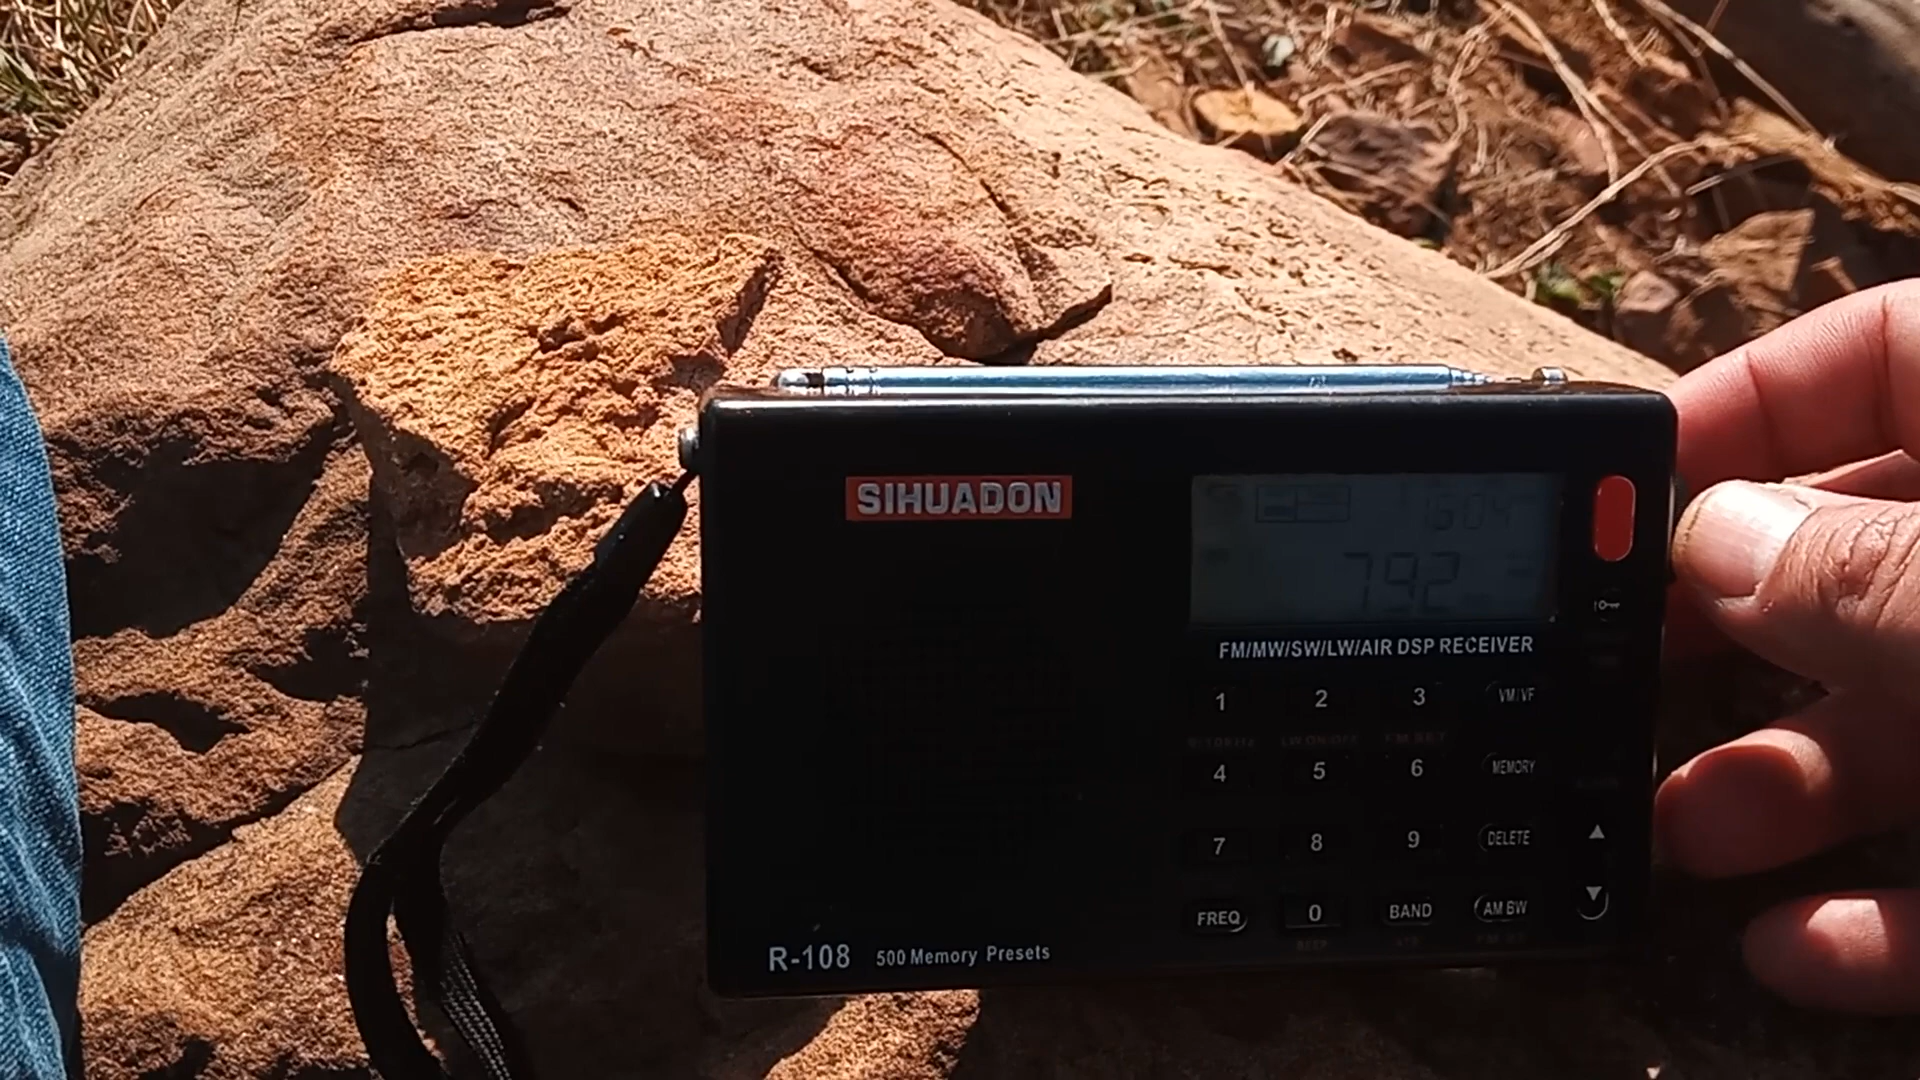 SIHUADON
792
FM/MW/SW/LW/AIR DSP RECEIVER
1 2 3 VM/VF
4 5 6 MEMORY
7 8 9 DELETE
FREQ 0 BAND AM BW
R-108 500 Memory Presets